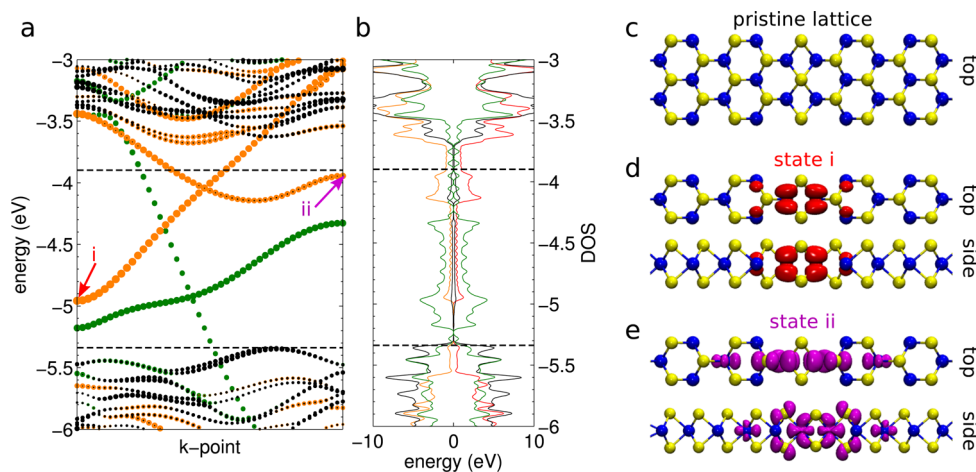 a
b
c
pristine lattice
top
−3
−3.5
−4
−4.5
−5
−5.5
−6
energy (eV)
k−point
i
ii
−3
−3.5
−4
−4.5
−5
−5.5
−6
DOS
−10
0
10
energy (eV)
d
state i
top
side
e
state ii
top
side